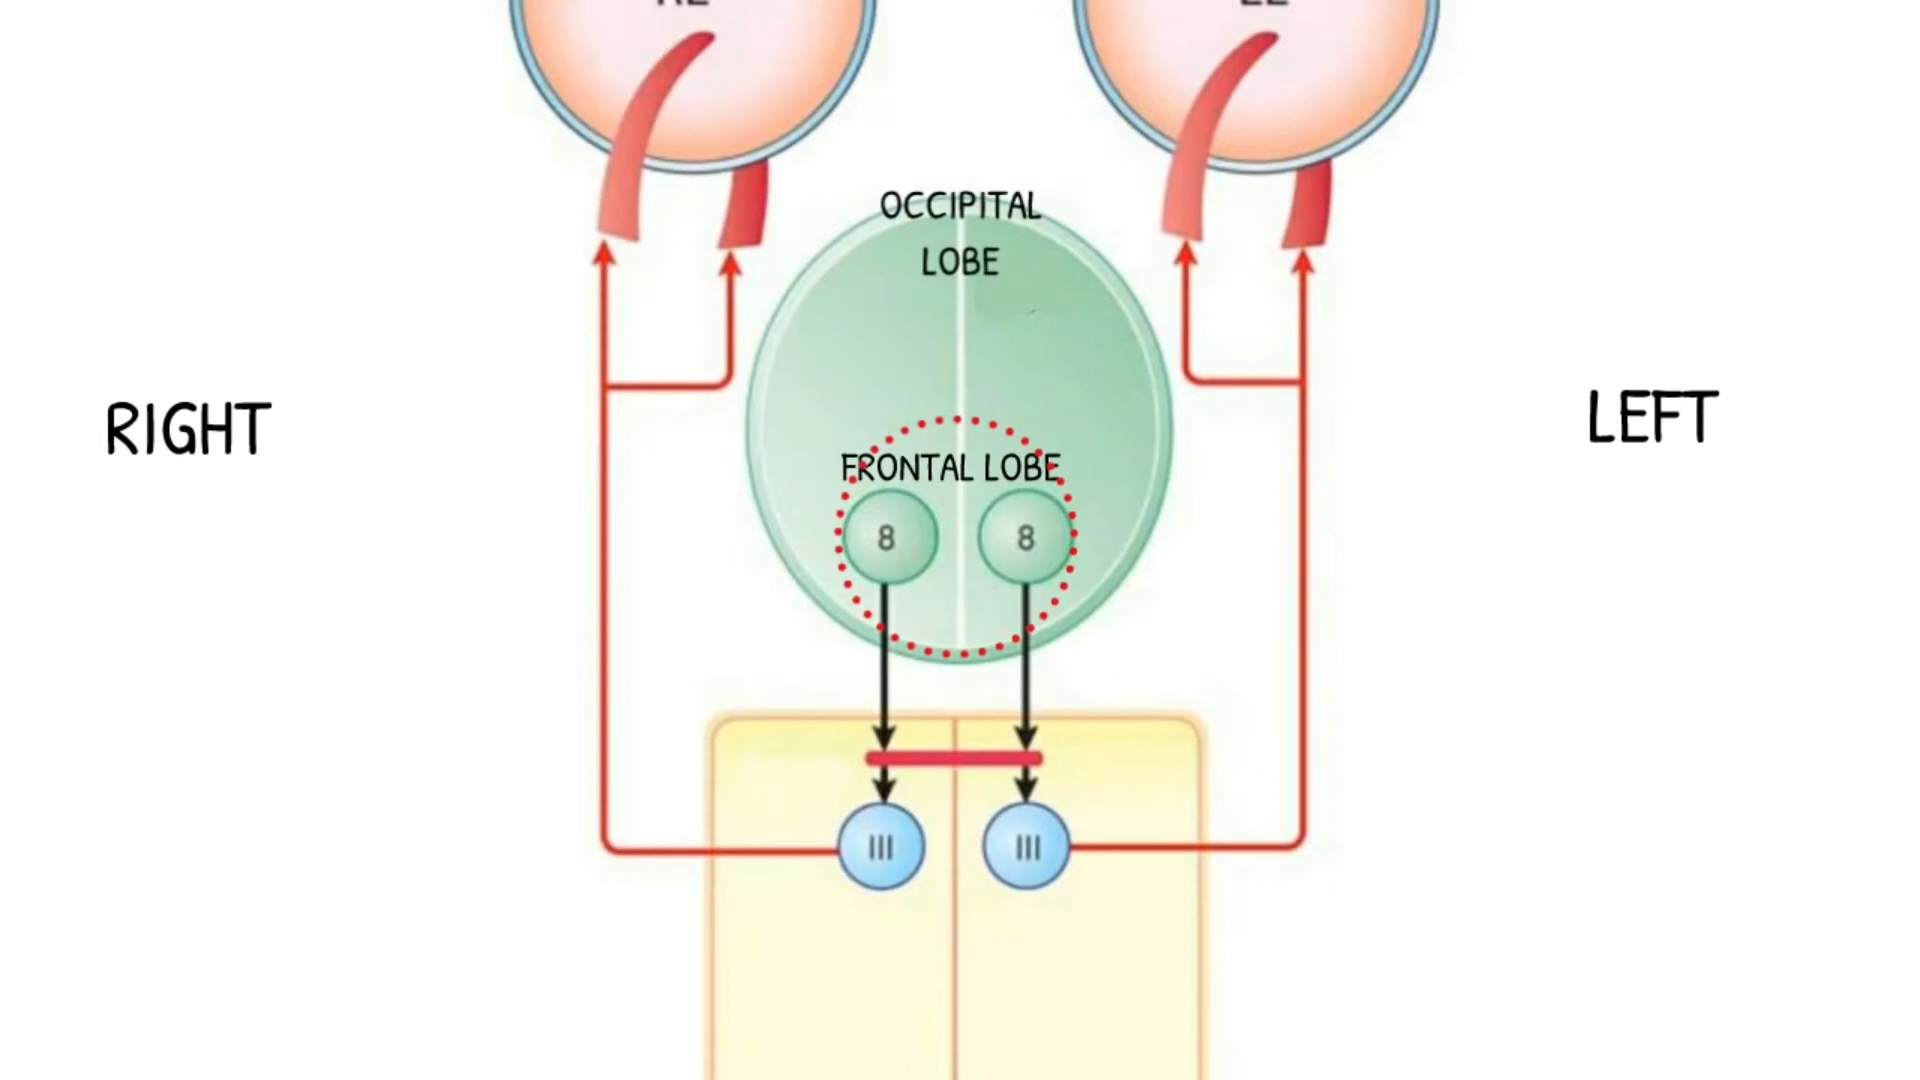 OCCIPITAL
LOBE
RIGHT
LEFT
FRONTAL LOBE
8 8
III III